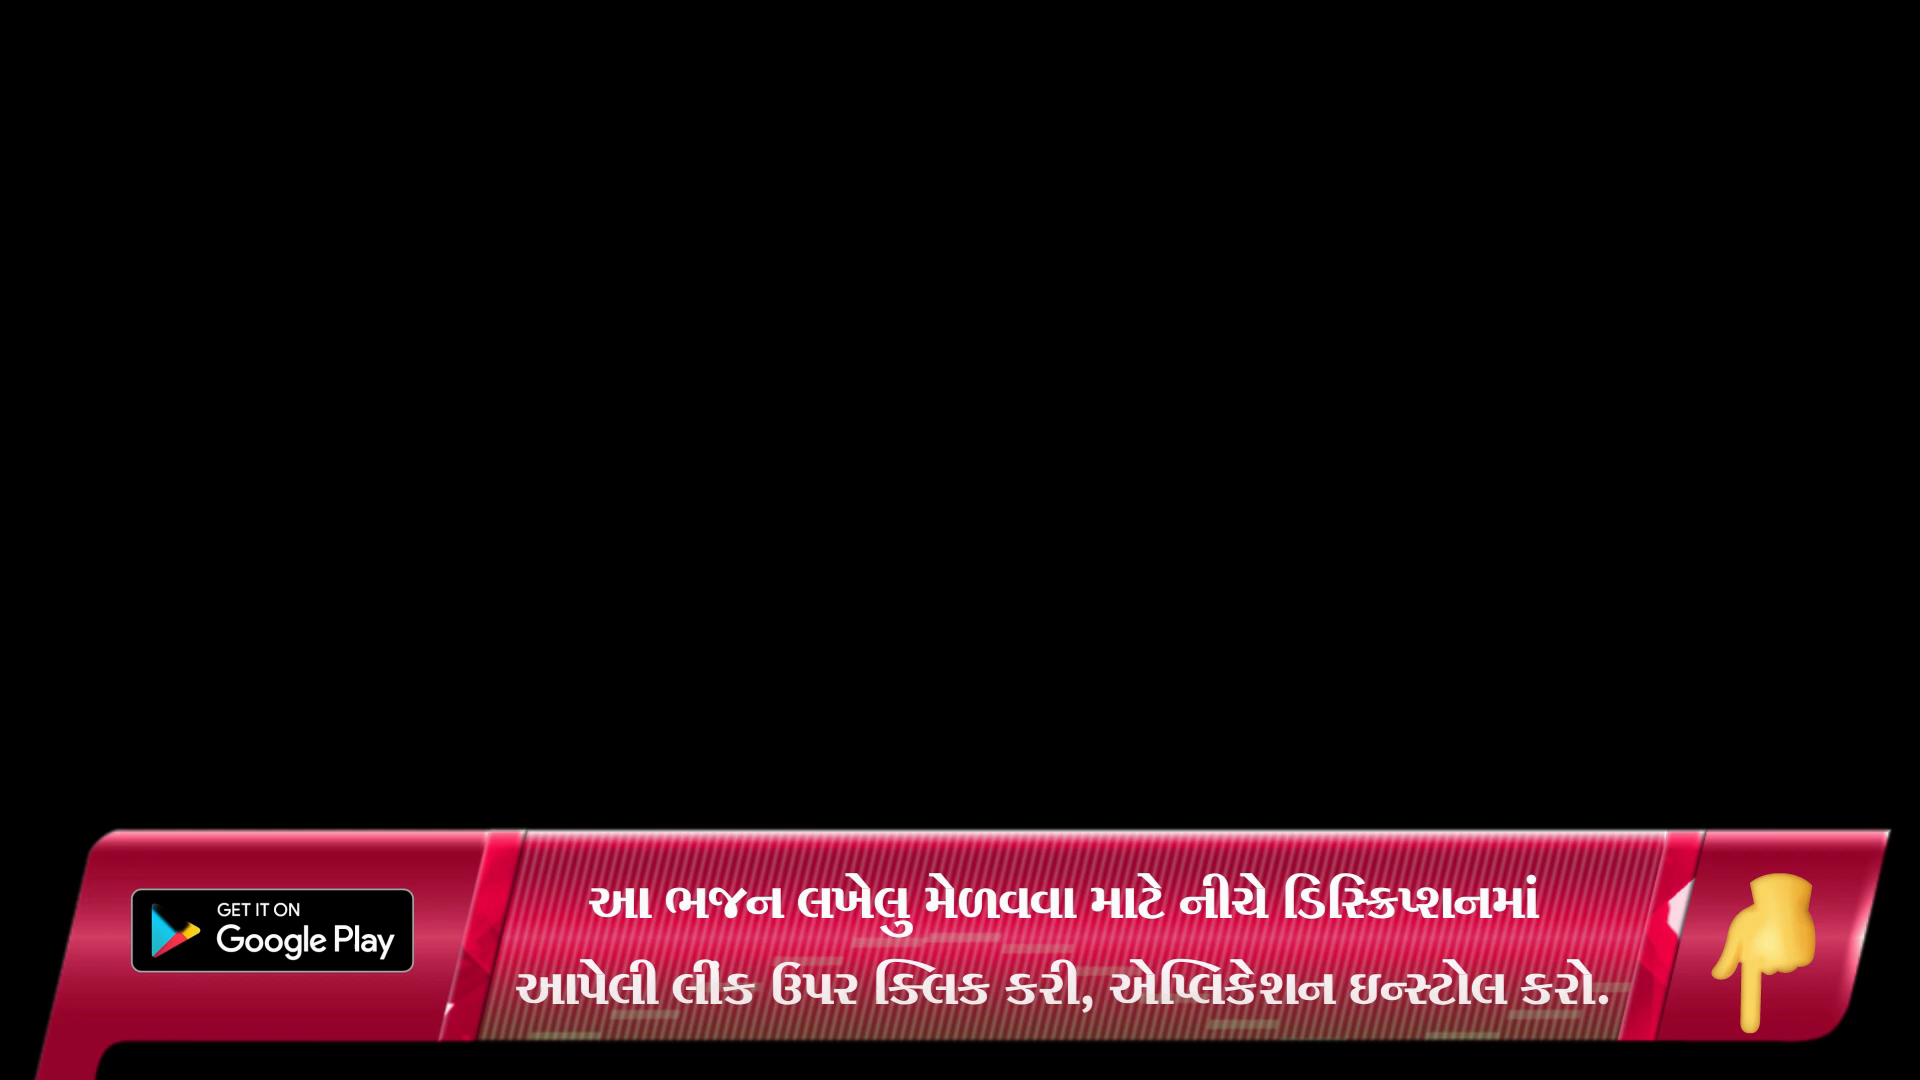 GET IT ON
Google Play
આ ભજન લખેલુ મેળવવા માટે નીચે ડિસ્ક્રિપ્શનમાં
આપેલી લીંક ઉપર ક્લિક કરી, એપ્લિકેશન ઇન્સ્ટોલ કરો.